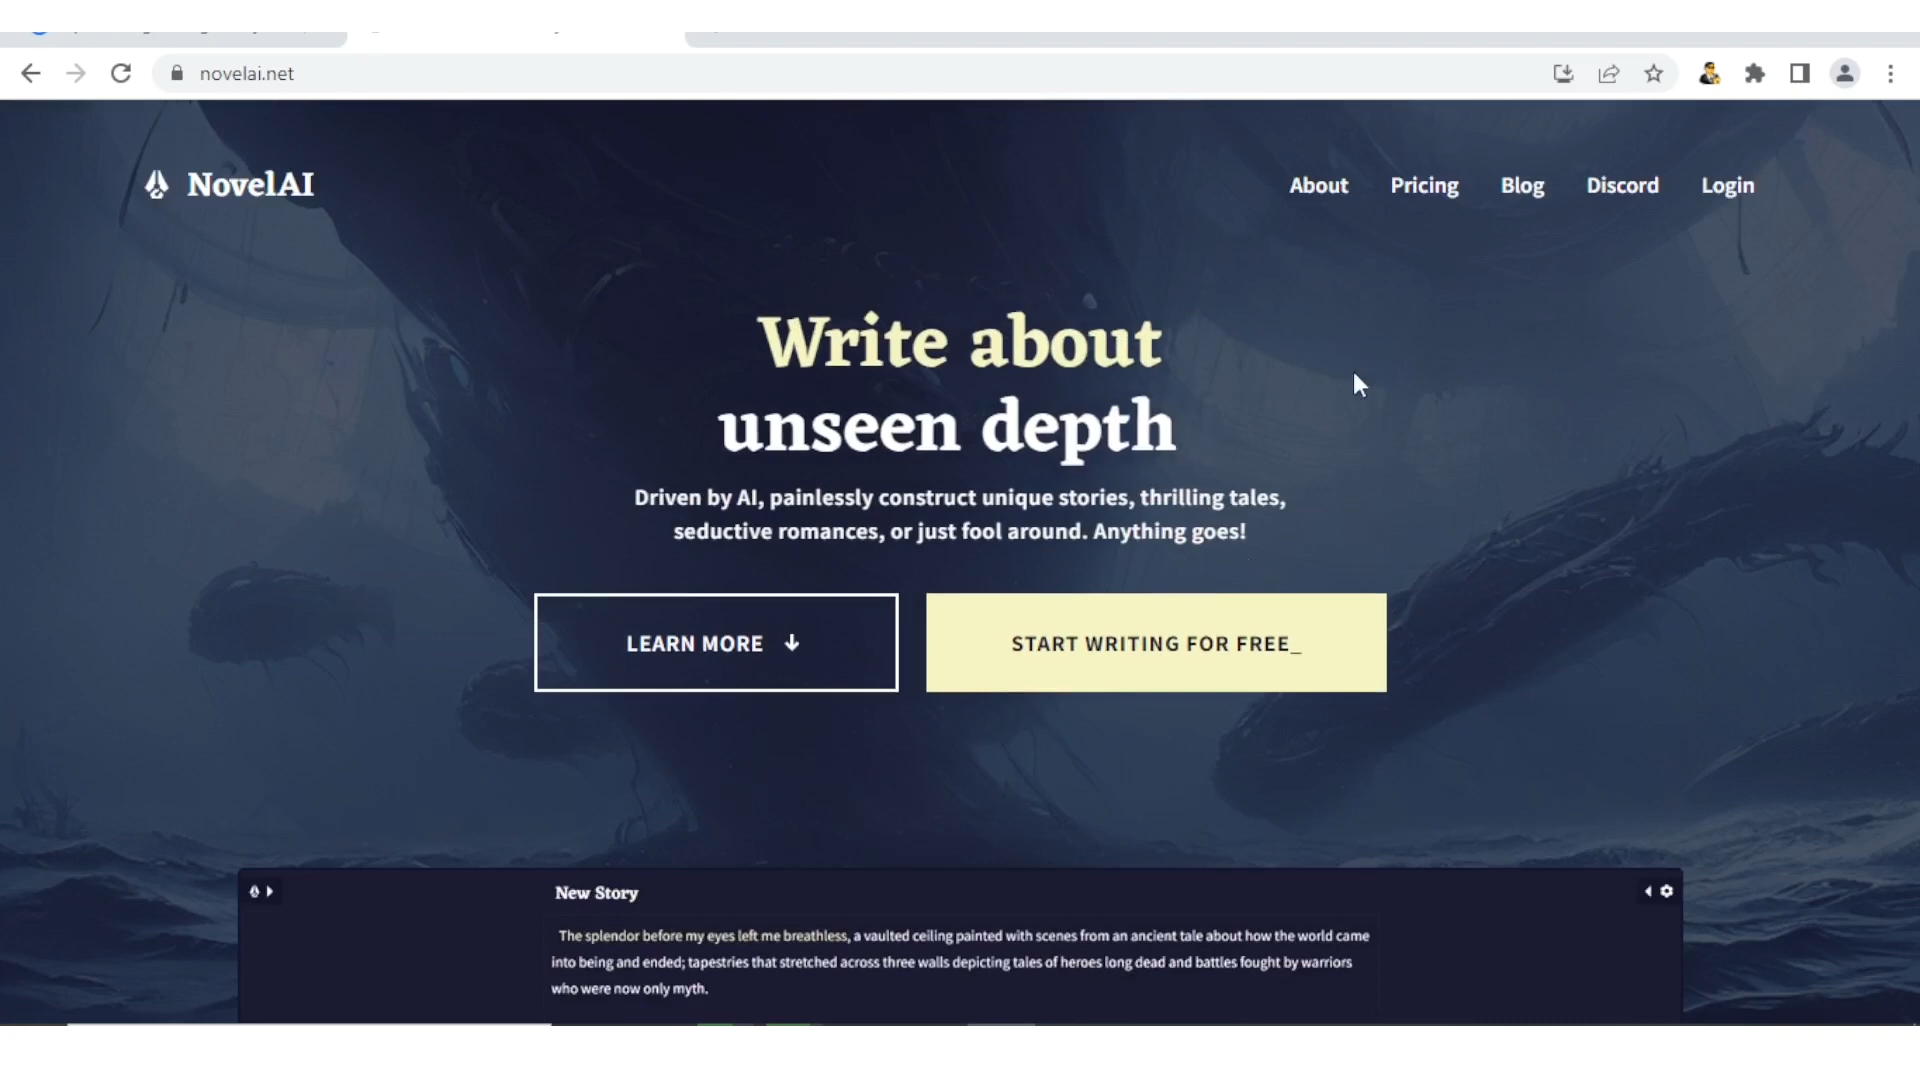 novelai.net
NovelAI
About Pricing Blog Discord Login
Write about
unseen depth
Driven by AI, painlessly construct unique stories, thrilling tales,
seductive romances, or just fool around. Anything goes!
LEARN MORE
START WRITING FOR FREE_
New Story
The splendor before my eyes left me breathless, a vaulted ceiling painted with scenes from an ancient tale about how the world came
into being and ended; tapestries that stretched across three walls depicting tales of heroes long dead and battles fought by warriors
who were now only myth.